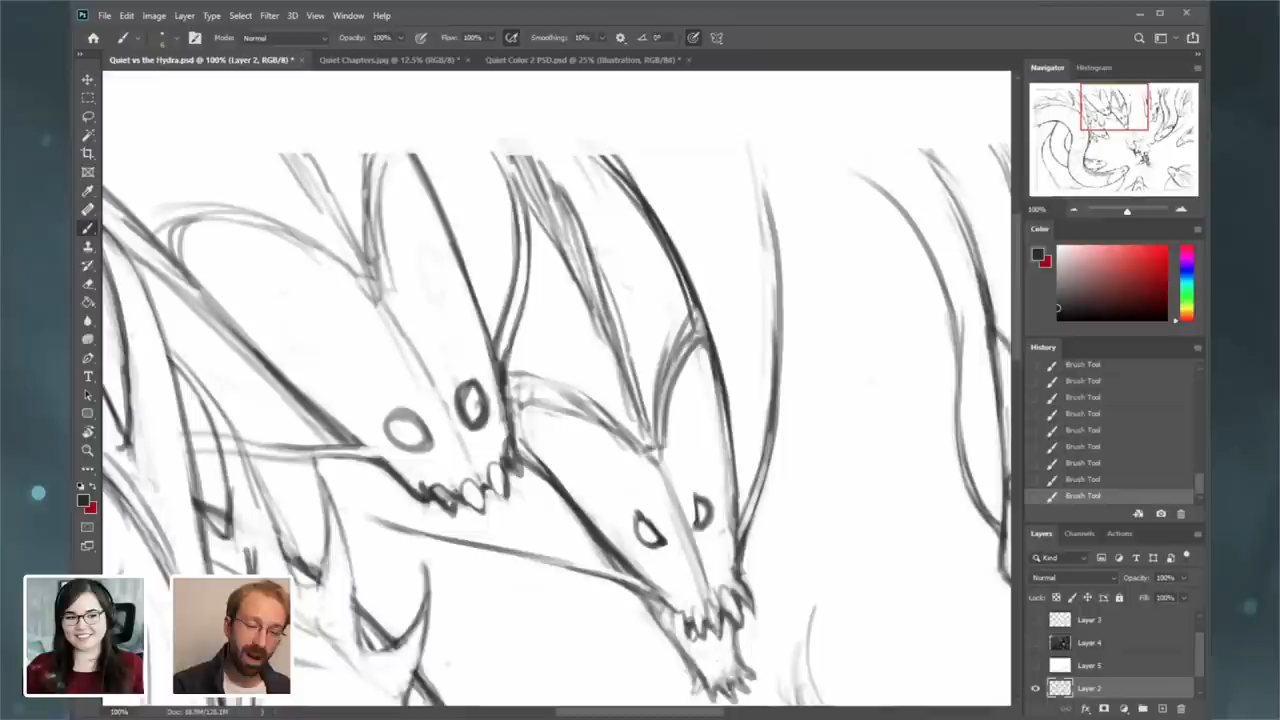 Ps File Edit Image Layer Type Select Filter 3D View Window Help
6 Mode: Normal Opacity: 100% Flow: 100% Smoothing: 10% 0°
Quiet vs the Hydra.psd @ 100% (Layer 2, RGB/8) * × Quiet Chapters.jpg @ 12.5% (RGB/8) * × Quiet Color 2 PSD.psd @ 25% (Illustration, RGB/8#) * ×
Navigator Histogram
100%
Color
History
Brush Tool
Brush Tool
Brush Tool
Brush Tool
Brush Tool
Brush Tool
Brush Tool
Brush Tool
Brush Tool
Layers Channels Actions
Kind
Normal Opacity: 100%
Lock: Fill: 100%
Layer 3
Layer 4
Layer 5
Layer 2
100%